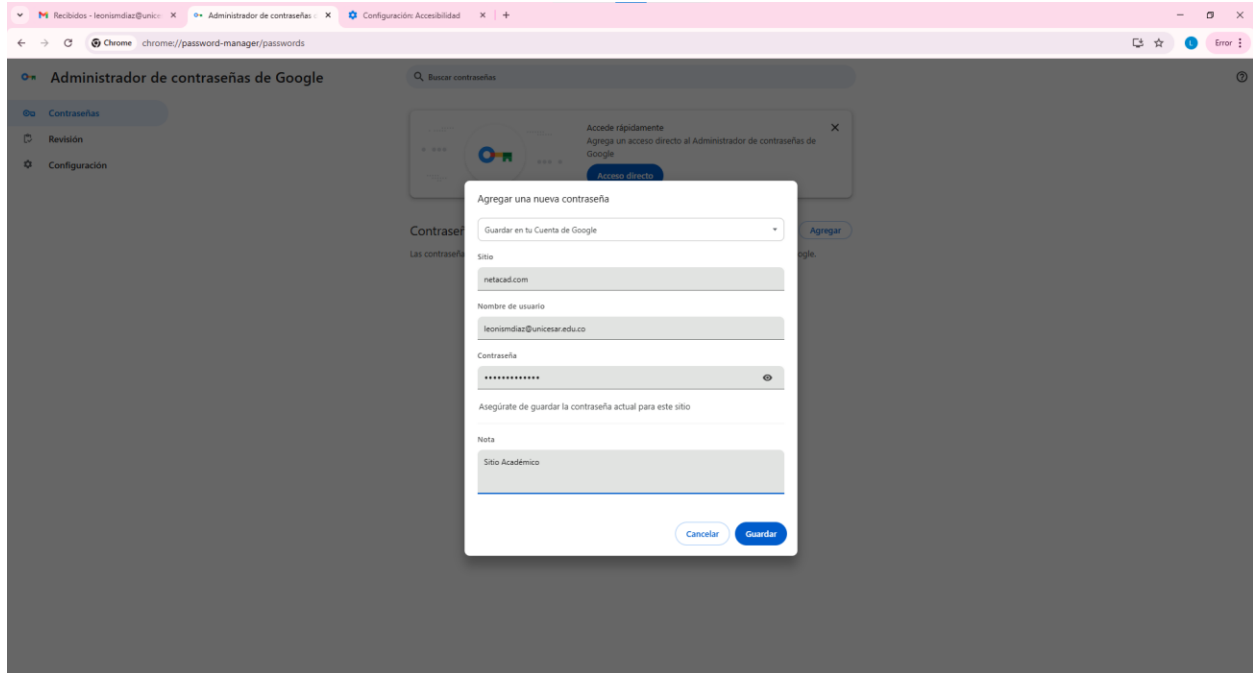 Recibidos - leonismdiaz@unice
Administrador de contraseñas
Configuración: Accesibilidad
Chrome
chrome://password-manager/passwords
Error
Administrador de contraseñas de Google
Buscar contraseñas
Contraseñas
Revisión
Configuración
Accede rápidamente
Agrega un acceso directo al Administrador de contraseñas de
Google
Acceso directo
Agregar una nueva contraseña
Contraseñ
Guardar en tu Cuenta de Google
Agregar
Las contraseña
ogle.
Sitio
netacad.com
Nombre de usuario
leonismdiaz@unicesar.edu.co
Contraseña
•••••••••••••
Asegúrate de guardar la contraseña actual para este sitio
Nota
Sitio Académico
Cancelar
Guardar